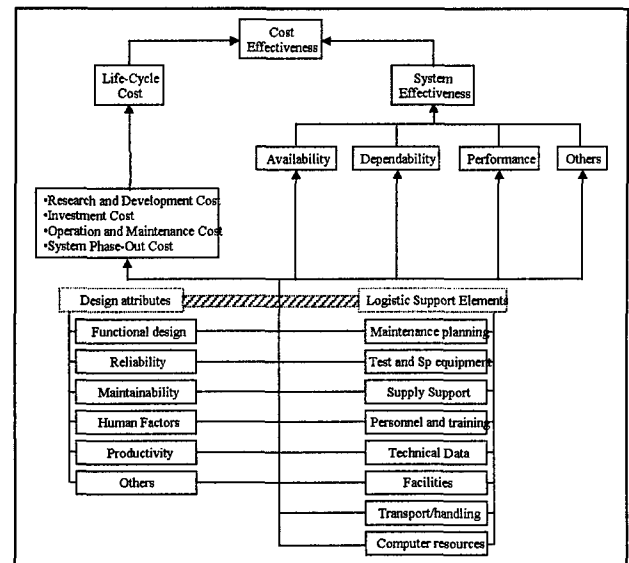 Cost
Effectiveness
Life-Cycle
Cost
System
Effectiveness
Availability
Dependability
Performance
Others
•Research and Development Cost
•Investment Cost
•Operation and Maintenance Cost
•System Phase-Out Cost
Design attributes
Logistic Support Elements
Functional design
Maintenance planning
Reliability
Test and Sp equipment
Maintainability
Supply Support
Human Factors
Personnel and training
Productivity
Technical Data
Others
Facilities
Transport/handling
Computer resources